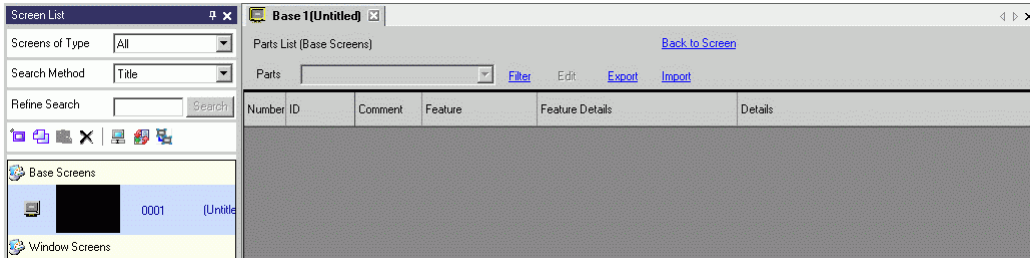 Screen List
Screens of Type All
Search Method Title
Refine Search Search
Base Screens
0001 (Untitle
Window Screens
Base 1(Untitled)
Parts List (Base Screens) Back to Screen
Parts Filter Edit Export Import
Number ID Comment Feature Feature Details Details